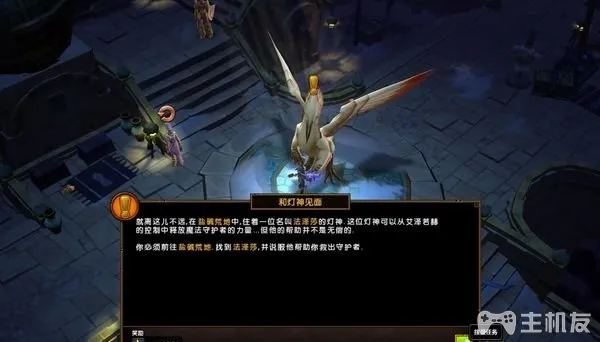 和灯神见面
就离这儿不远,在盐碱荒地中,住着一位名叫法泽莎的灯神.这位灯神可以从艾泽若赫
的控制中释放魔法守护者的力量...但他的帮助并不是无偿的.
你必须前往盐碱荒地.找到法泽莎,并说服他帮助你救出守护者.
奖励
接受任务
主机友